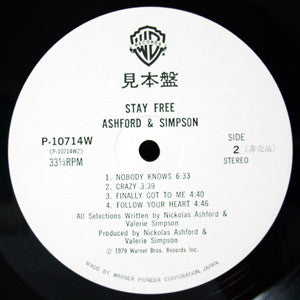 見本盤
STAY FREE
ASHFORD & SIMPSON
P-10714W
(P-10714W2)
33⅓RPM
SIDE
2 (非売品)
STEREO
1. NOBODY KNOWS 6:33
2. CRAZY 3.39
3. FINALLY GOT TO ME 4.40
4. FOLLOW YOUR HEART 4:46
All Selections Written by Nickolas Ashford &
Valerie Simpson
Produced by Nickolas Ashford &
Valerie Simpson
℗ 1979 Warner Bros. Records Inc.
MADE BY WARNER-PIONEER CORPORATION, JAPAN